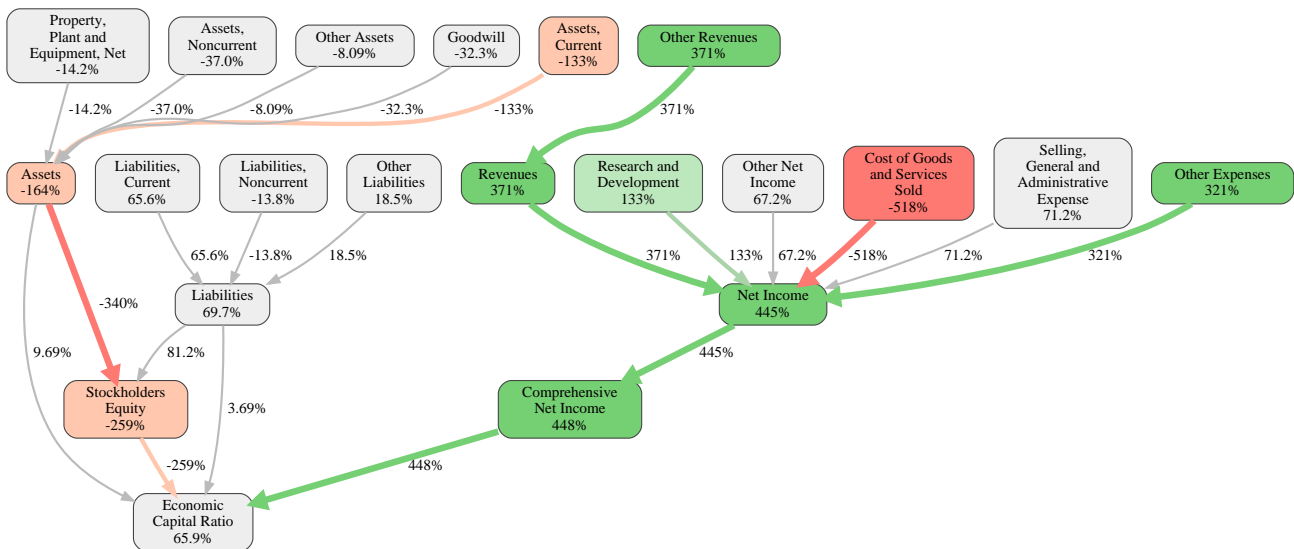 Property,
Plant and
Equipment, Net
-14.2%
Assets,
Noncurrent
-37.0%
Other Assets
-8.09%
Goodwill
-32.3%
Assets,
Current
-133%
Other Revenues
371%
-14.2%
-37.0%
-8.09%
-32.3%
-133%
371%
Assets
-164%
Liabilities,
Current
65.6%
Liabilities,
Noncurrent
-13.8%
Other
Liabilities
18.5%
Revenues
371%
Research and
Development
133%
Other Net
Income
67.2%
Cost of Goods
and Services
Sold
-518%
Selling,
General and
Administrative
Expense
71.2%
Other Expenses
321%
65.6%
-13.8%
18.5%
371%
133%
67.2%
-518%
71.2%
321%
-340%
Liabilities
69.7%
Net Income
445%
9.69%
81.2%
445%
Stockholders
Equity
-259%
3.69%
Comprehensive
Net Income
448%
-259%
448%
Economic
Capital Ratio
65.9%